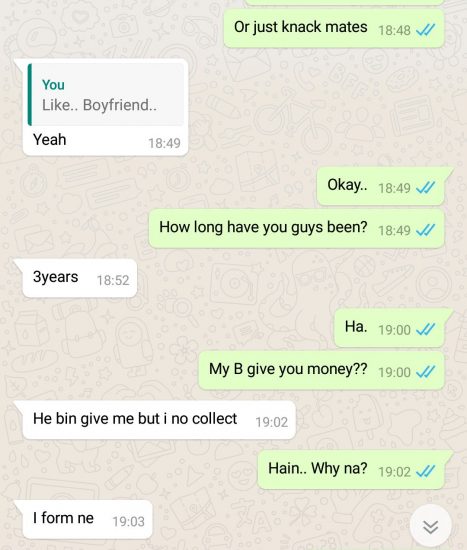 Or just knack mates 18:48
You
Like.. Boyfriend..
Yeah 18:49
Okay.. 18:49
How long have you guys been? 18:49
3years 18:52
Ha. 19:00
My B give you money?? 19:00
He bin give me but i no collect 19:02
Hain.. Why na? 19:02
I form ne 19:03